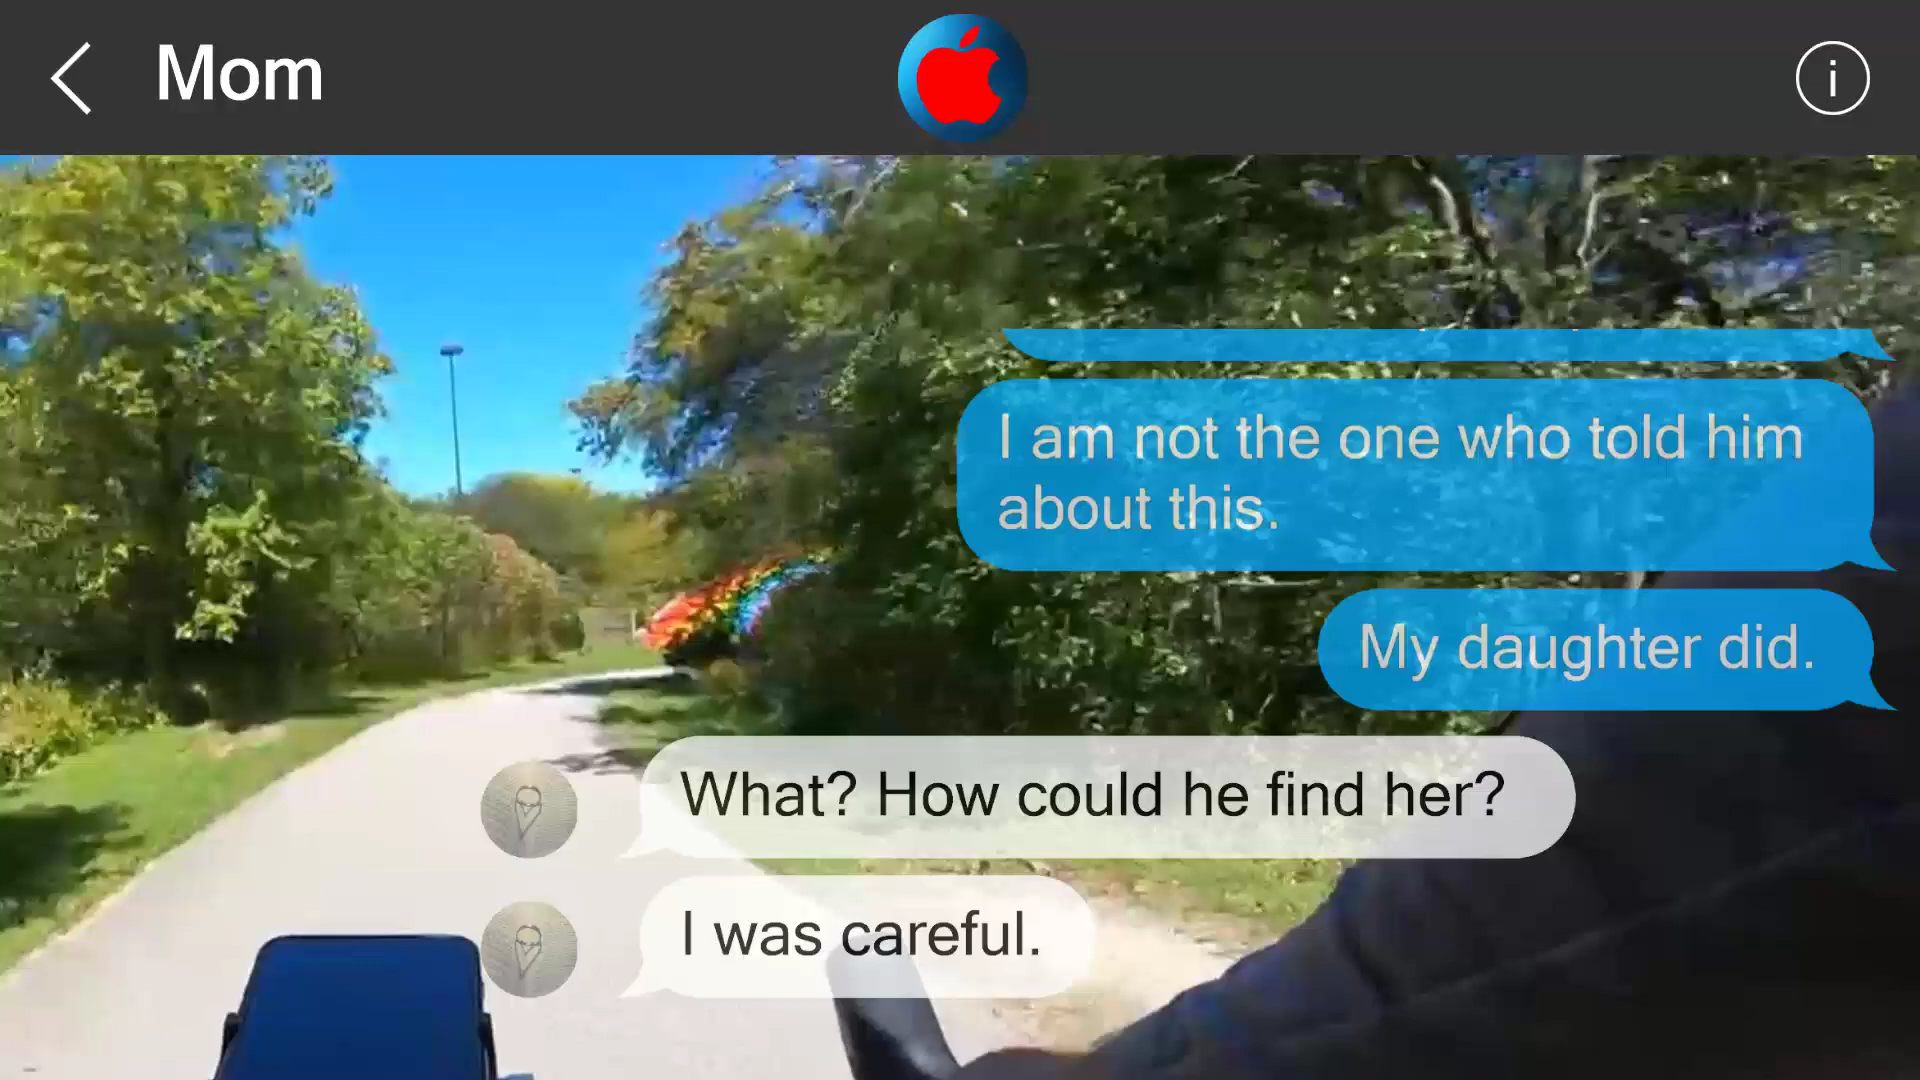 Mom
i
I am not the one who told him
about this.
My daughter did.
What? How could he find her?
I was careful.